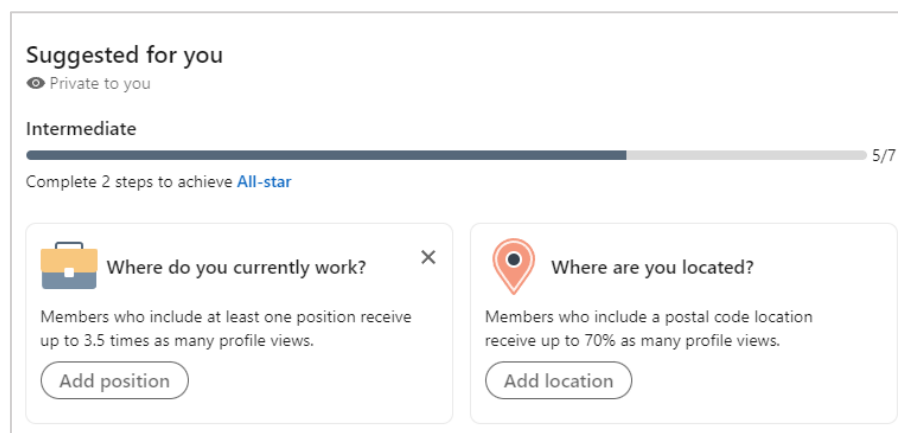 Suggested for you
Private to you
Intermediate
5/7
Complete 2 steps to achieve All-star
Where do you currently work?
Members who include at least one position receive
up to 3.5 times as many profile views.
Add position
Where are you located?
Members who include a postal code location
receive up to 70% as many profile views.
Add location